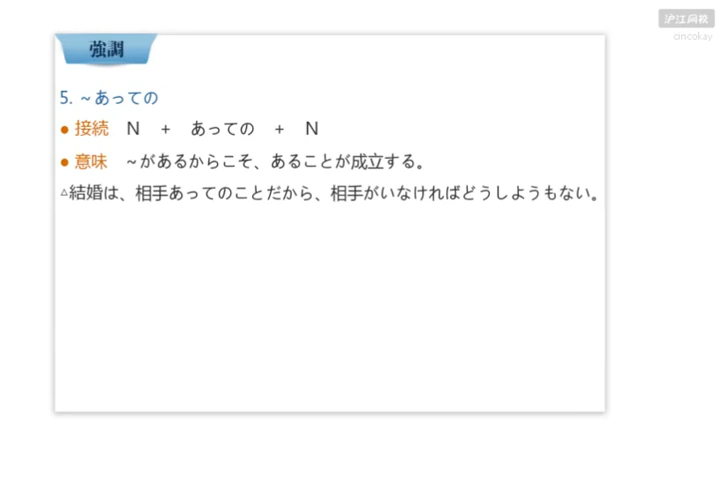 沪江网校
cincokay
強調
5. ~あっての
● 接続 N + あっての + N
● 意味 ~があるからこそ、あることが成立する。
△結婚は、相手あってのことだから、相手がいなければどうしようもない。